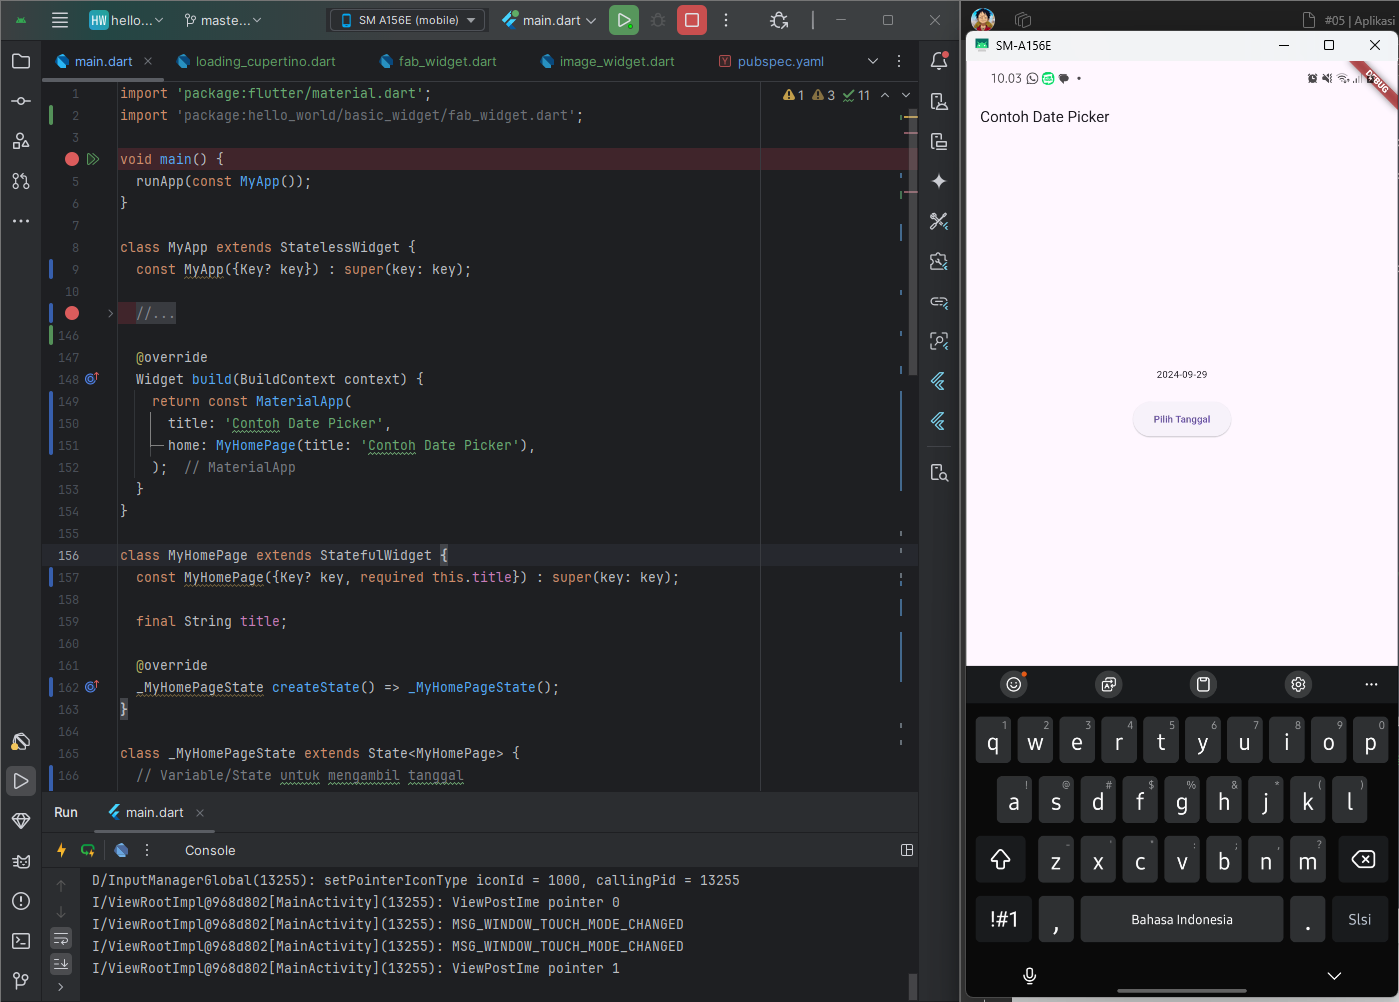 HW hello...
maste...
SM A156E (mobile)
main.dart
#05 | Aplikasi
main.dart
loading_cupertino.dart
fab_widget.dart
image_widget.dart
pubspec.yaml
1 3 11
1 import 'package:flutter/material.dart';
2 import 'package:hello_world/basic_widget/fab_widget.dart';
3
void main() {
5 runApp(const MyApp());
6 }
7
8 class MyApp extends StatelessWidget {
9 const MyApp({Key? key}) : super(key: key);
10
//...
146
147 @override
148 Widget build(BuildContext context) {
149 return const MaterialApp(
150 title: 'Contoh Date Picker',
151 home: MyHomePage(title: 'Contoh Date Picker'),
152 ); // MaterialApp
153 }
154 }
155
156 class MyHomePage extends StatefulWidget {
157 const MyHomePage({Key? key, required this.title}) : super(key: key);
158
159 final String title;
160
161 @override
162 _MyHomePageState createState() => _MyHomePageState();
163 }
164
165 class _MyHomePageState extends State<MyHomePage> {
166 // Variable/State untuk mengambil tanggal
Run
main.dart
Console
D/InputManagerGlobal(13255): setPointerIconType iconId = 1000, callingPid = 13255
I/ViewRootImpl@968d802[MainActivity](13255): ViewPostIme pointer 0
I/ViewRootImpl@968d802[MainActivity](13255): MSG_WINDOW_TOUCH_MODE_CHANGED
I/ViewRootImpl@968d802[MainActivity](13255): MSG_WINDOW_TOUCH_MODE_CHANGED
I/ViewRootImpl@968d802[MainActivity](13255): ViewPostIme pointer 1
SM-A156E
10.03
DEBUG
Contoh Date Picker
2024-09-29
Pilih Tanggal
1 2 3 4 5 6 7 8 9 0
q w e r t y u i o p
! @ # $ % & * ( )
a s d f g h j k l
- ' " : ; , ?
z x c v b n m
!#1 , Bahasa Indonesia . Slsi